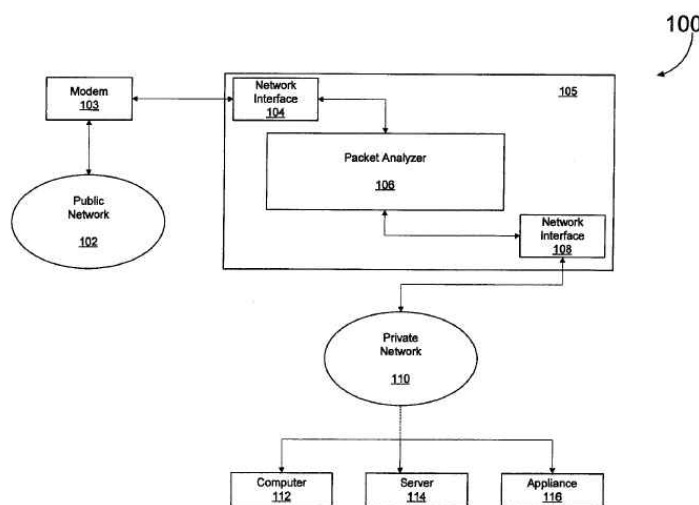 100
Modem
103
Network
Interface
104
105
Packet Analyzer
106
Public
Network
102
Network
Interface
108
Private
Network
110
Computer
112
Server
114
Appliance
116